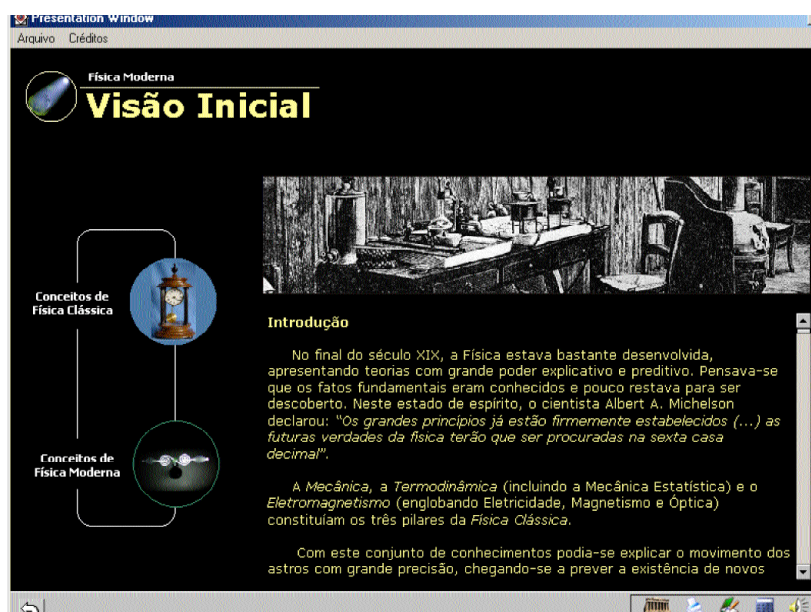 Presentation Window
Arquivo Créditos
Física Moderna
Visão Inicial
Conceitos de
Física Clássica
Conceitos de
Física Moderna
Introdução
No final do século XIX, a Física estava bastante desenvolvida,
apresentando teorias com grande poder explicativo e preditivo. Pensava-se
que os fatos fundamentais eram conhecidos e pouco restava para ser
descoberto. Neste estado de espírito, o cientista Albert A. Michelson
declarou: “Os grandes princípios já estão firmemente estabelecidos (...) as
futuras verdades da física terão que ser procuradas na sexta casa
decimal”.
A Mecânica, a Termodinâmica (incluindo a Mecânica Estatística) e o
Eletromagnetismo (englobando Eletricidade, Magnetismo e Óptica)
constituíam os três pilares da Física Clássica.
Com este conjunto de conhecimentos podia-se explicar o movimento dos
astros com grande precisão, chegando-se a prever a existência de novos